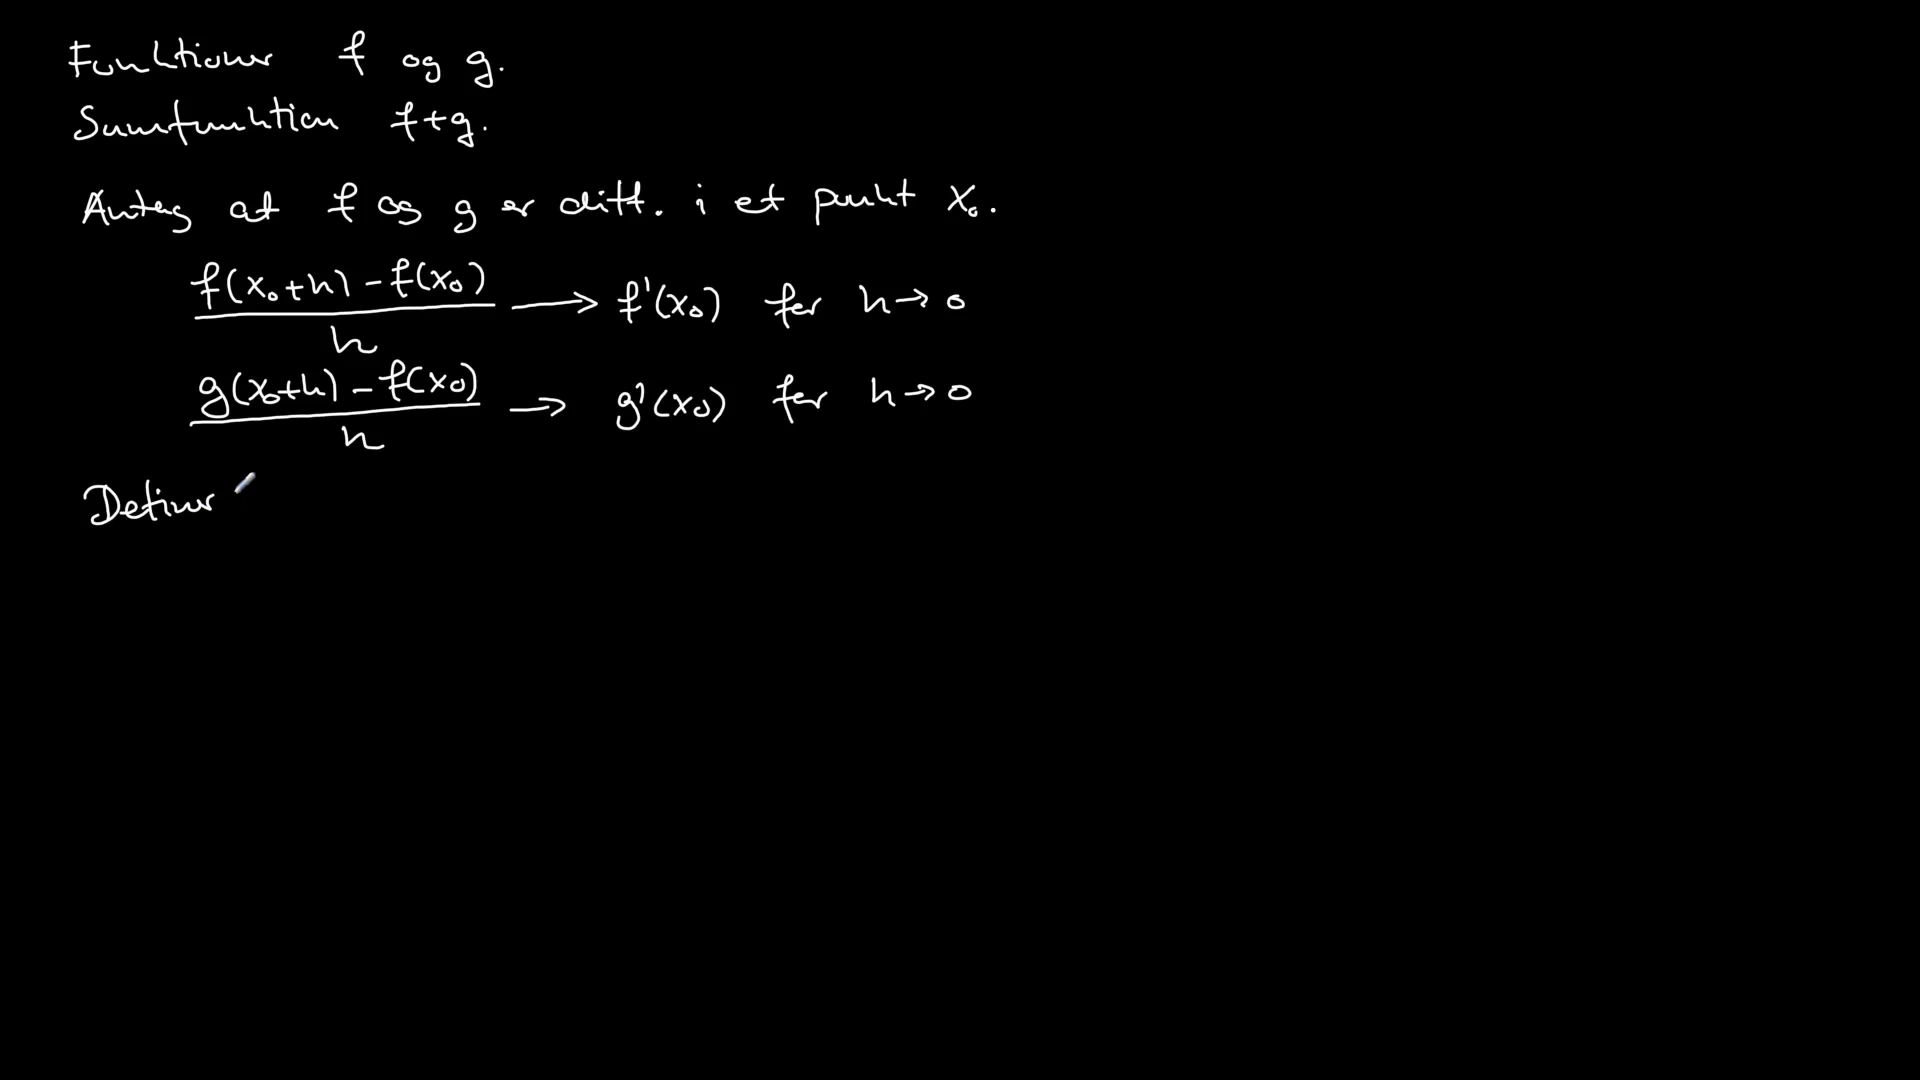 Funktioner f og g.
Sumfunktion f+g.
Antag at f og g er diff. i et punkt x₀.
(f(x₀+h) - f(x₀))/h → f'(x₀) for h→0
(g(x₀+h) - f(x₀))/h → g'(x₀) for h→0
Definer